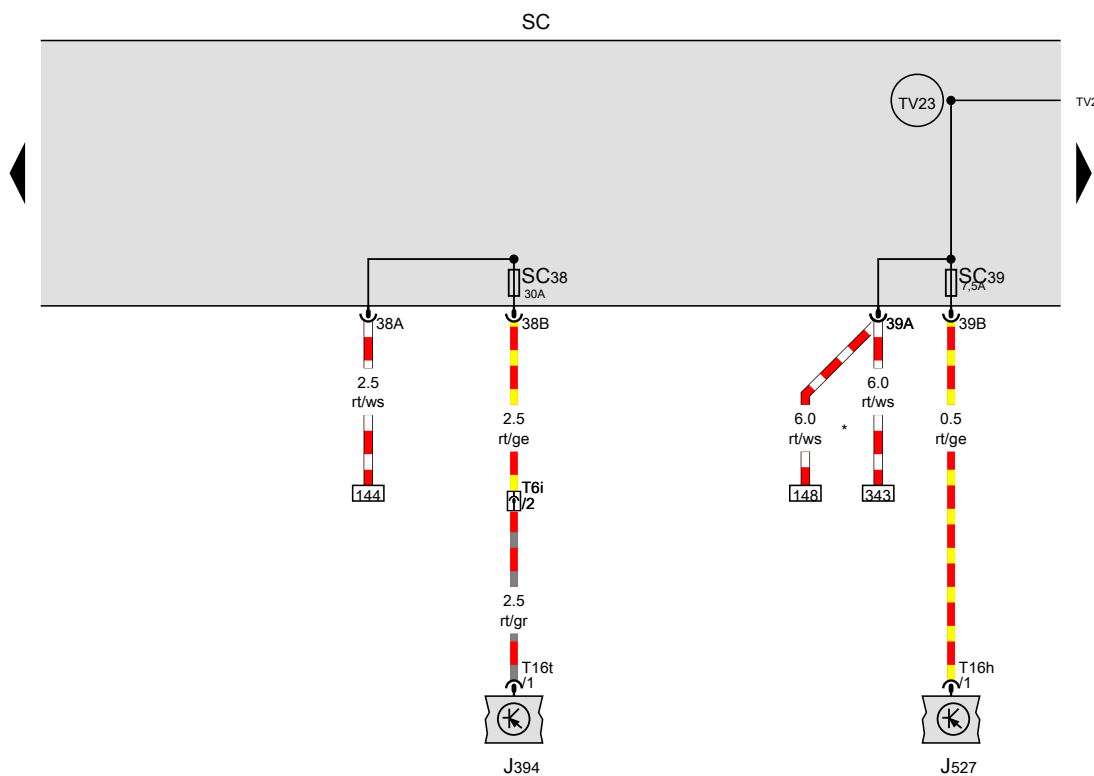 SC
TV23
TV2
SC38
30A
SC39
7,5A
38A
38B
39A
39B
2.5
rt/ws
2.5
rt/ge
6.0
rt/ws
*
6.0
rt/ws
0.5
rt/ge
144
T6i
/2
148
343
2.5
rt/gr
T16t
/1
T16h
/1
J394
J527